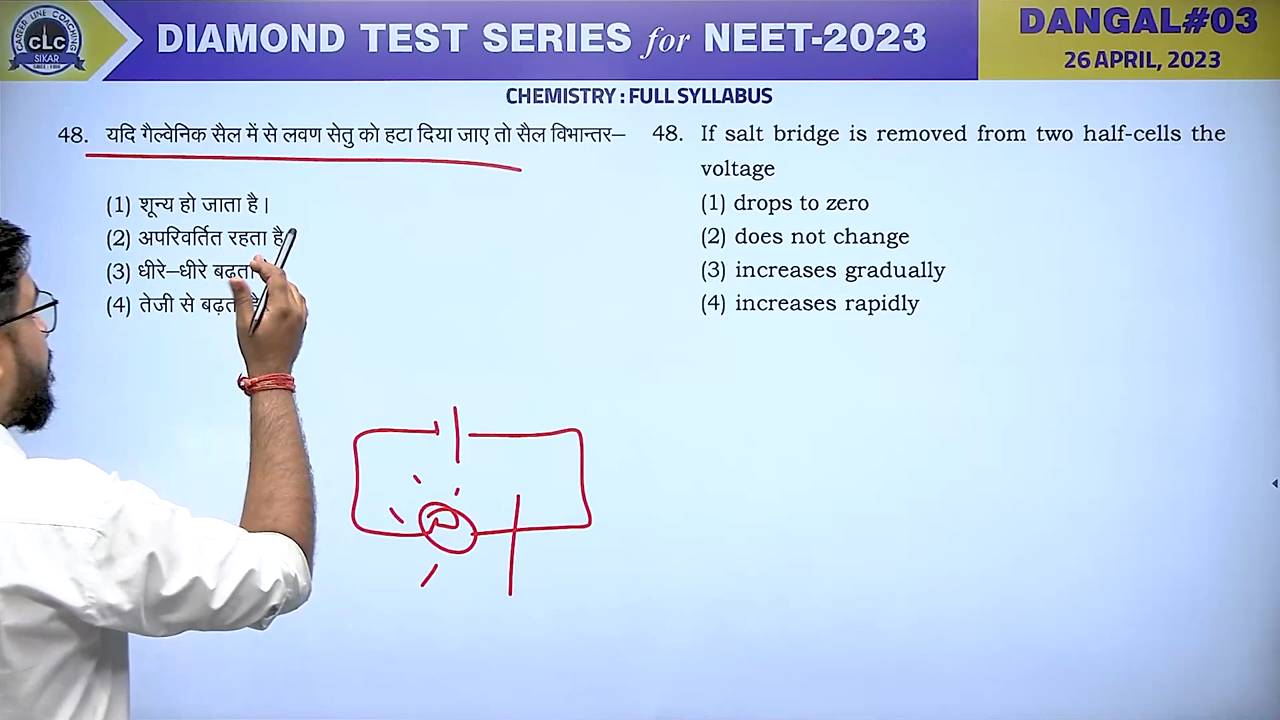 CAREER LINE COACHING
CLC
SIKAR
DIAMOND TEST SERIES for NEET-2023
DANGAL#03
26 APRIL, 2023
CHEMISTRY : FULL SYLLABUS
48. यदि गैल्वेनिक सैल में से लवण सेतु को हटा दिया जाए तो सैल विभान्तर–
(1) शून्य हो जाता है।
(2) अपरिवर्तित रहता है
(3) धीरे–धीरे बढ़ता
(4) तेजी से
48. If salt bridge is removed from two half-cells the
voltage
(1) drops to zero
(2) does not change
(3) increases gradually
(4) increases rapidly